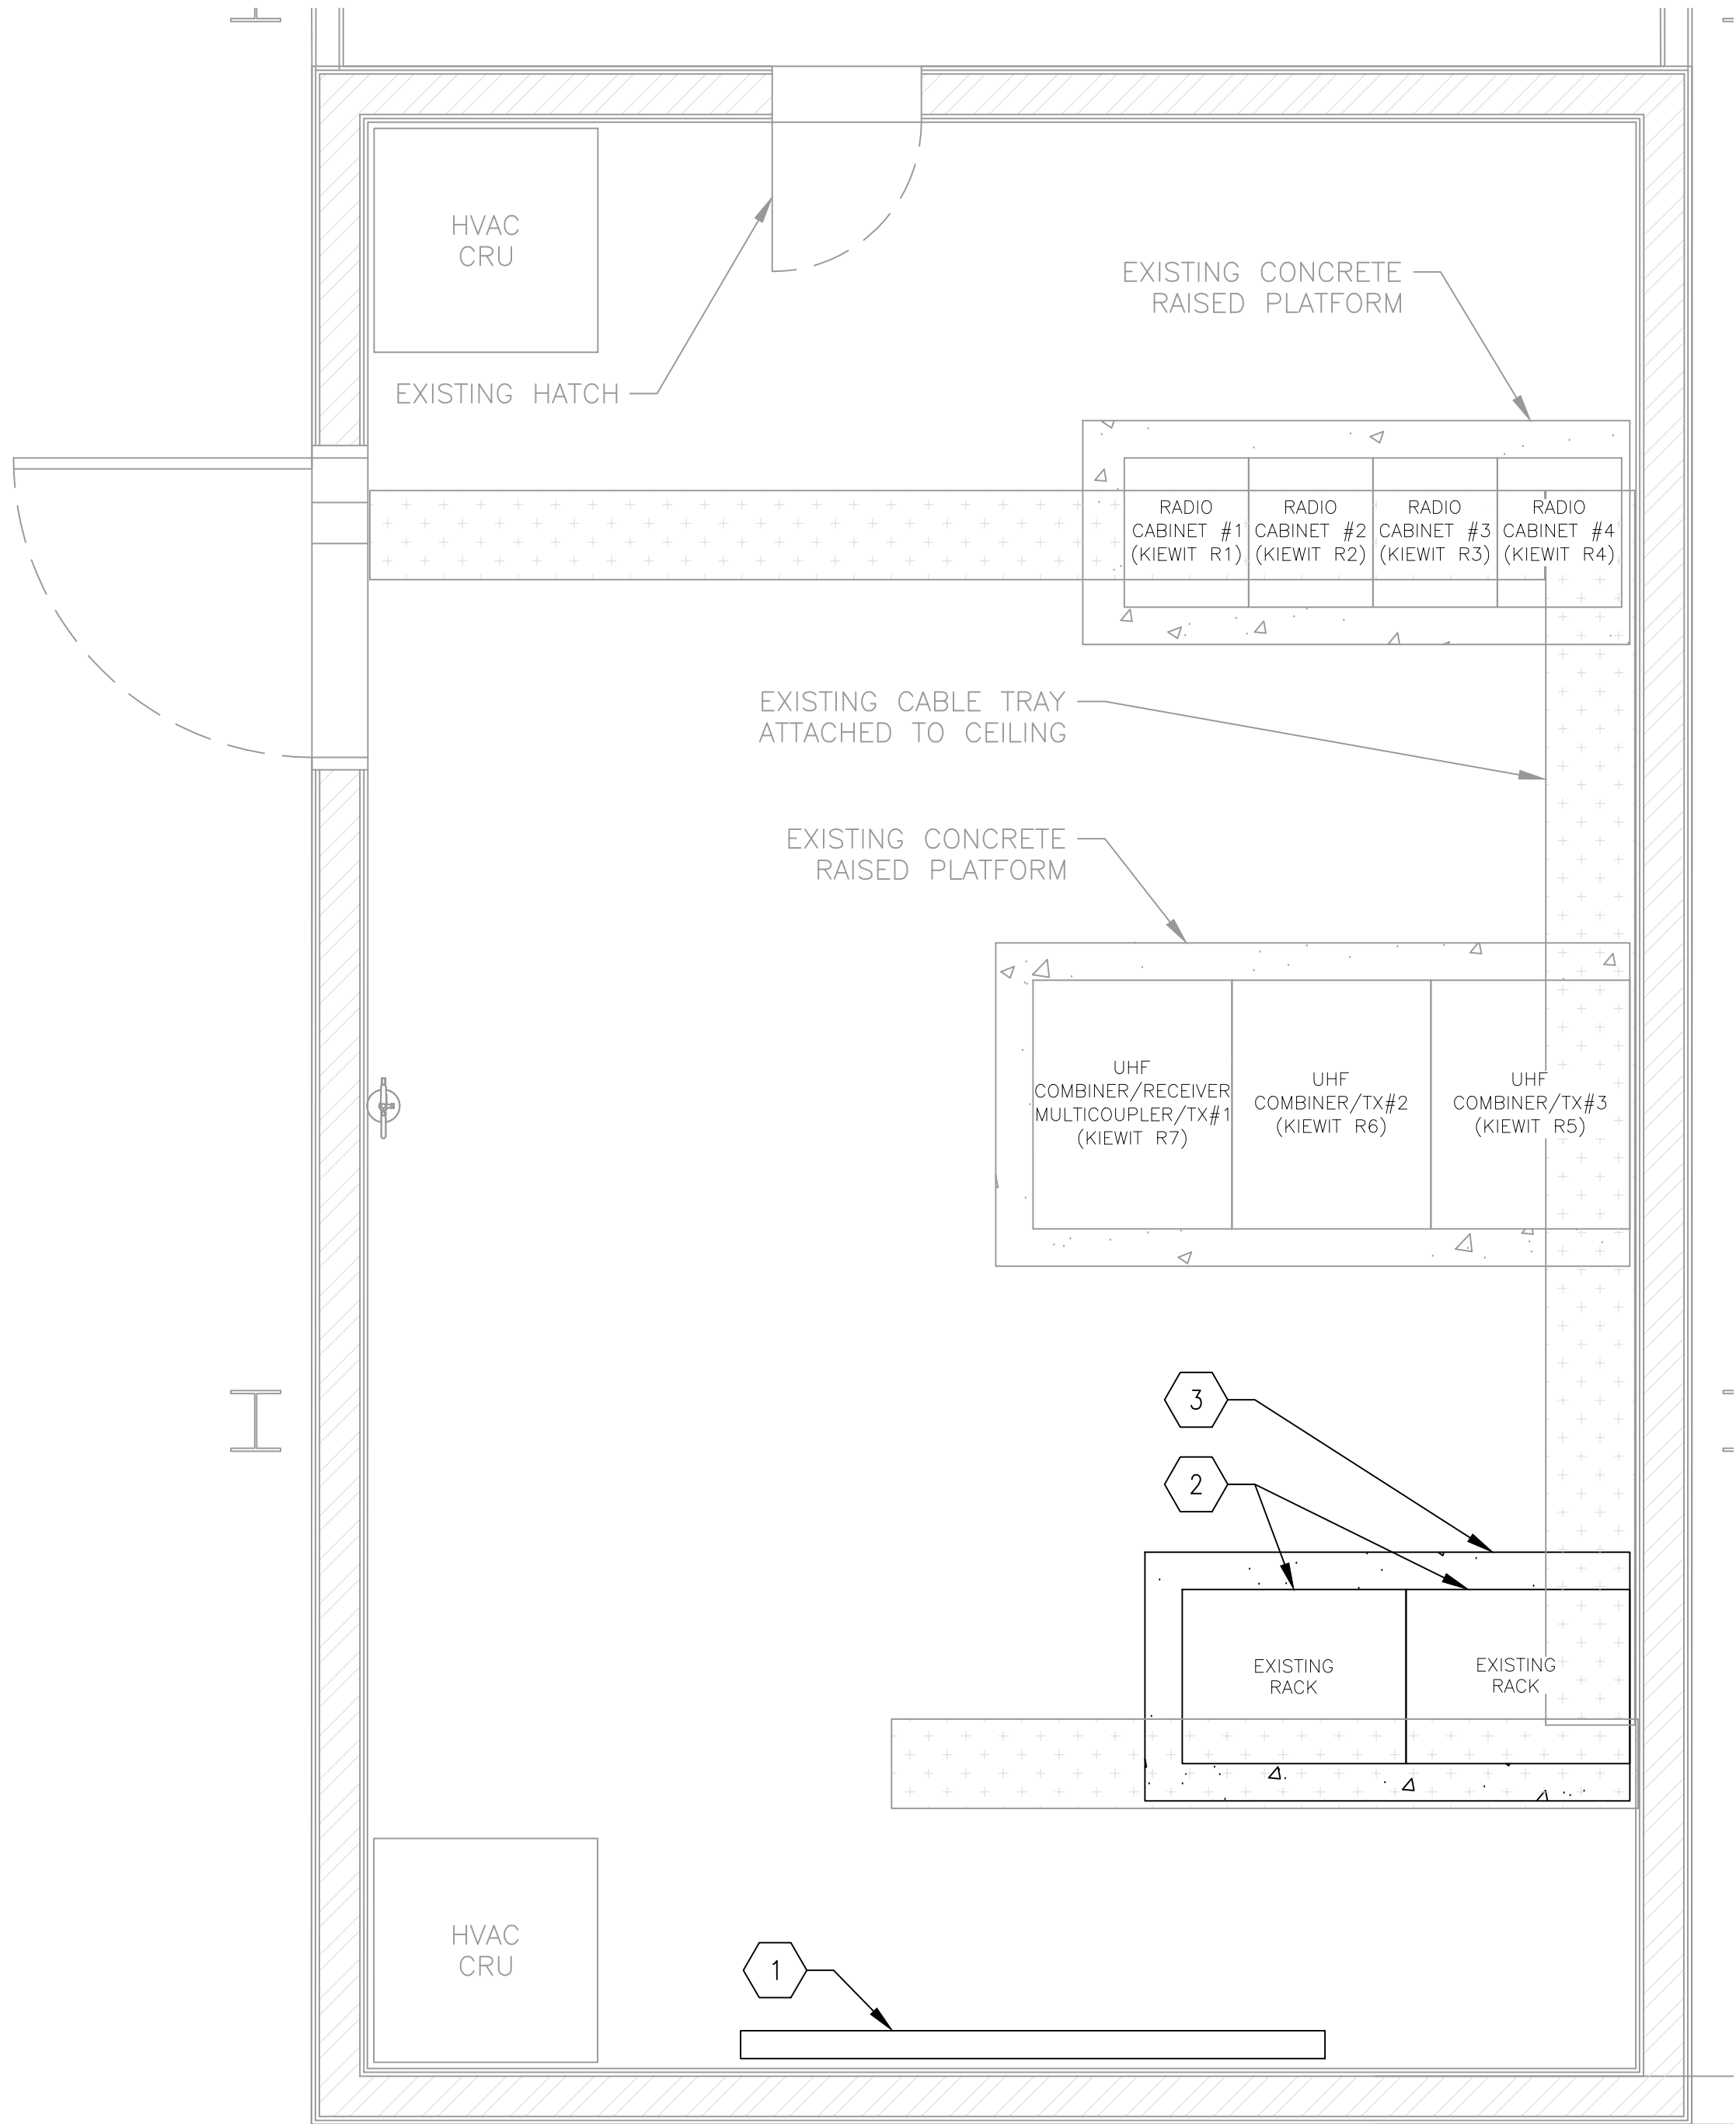 HVAC
CRU
EXISTING CONCRETE
RAISED PLATFORM
EXISTING HATCH
RADIO
CABINET #1
(KIEWIT R1)
RADIO
CABINET #2
(KIEWIT R2)
RADIO
CABINET #3
(KIEWIT R3)
RADIO
CABINET #4
(KIEWIT R4)
EXISTING CABLE TRAY
ATTACHED TO CEILING
EXISTING CONCRETE
RAISED PLATFORM
UHF
COMBINER/RECEIVER
MULTICOUPLER/TX#1
(KIEWIT R7)
UHF
COMBINER/TX#2
(KIEWIT R6)
UHF
COMBINER/TX#3
(KIEWIT R5)
3
2
EXISTING
RACK
EXISTING
RACK
HVAC
CRU
1